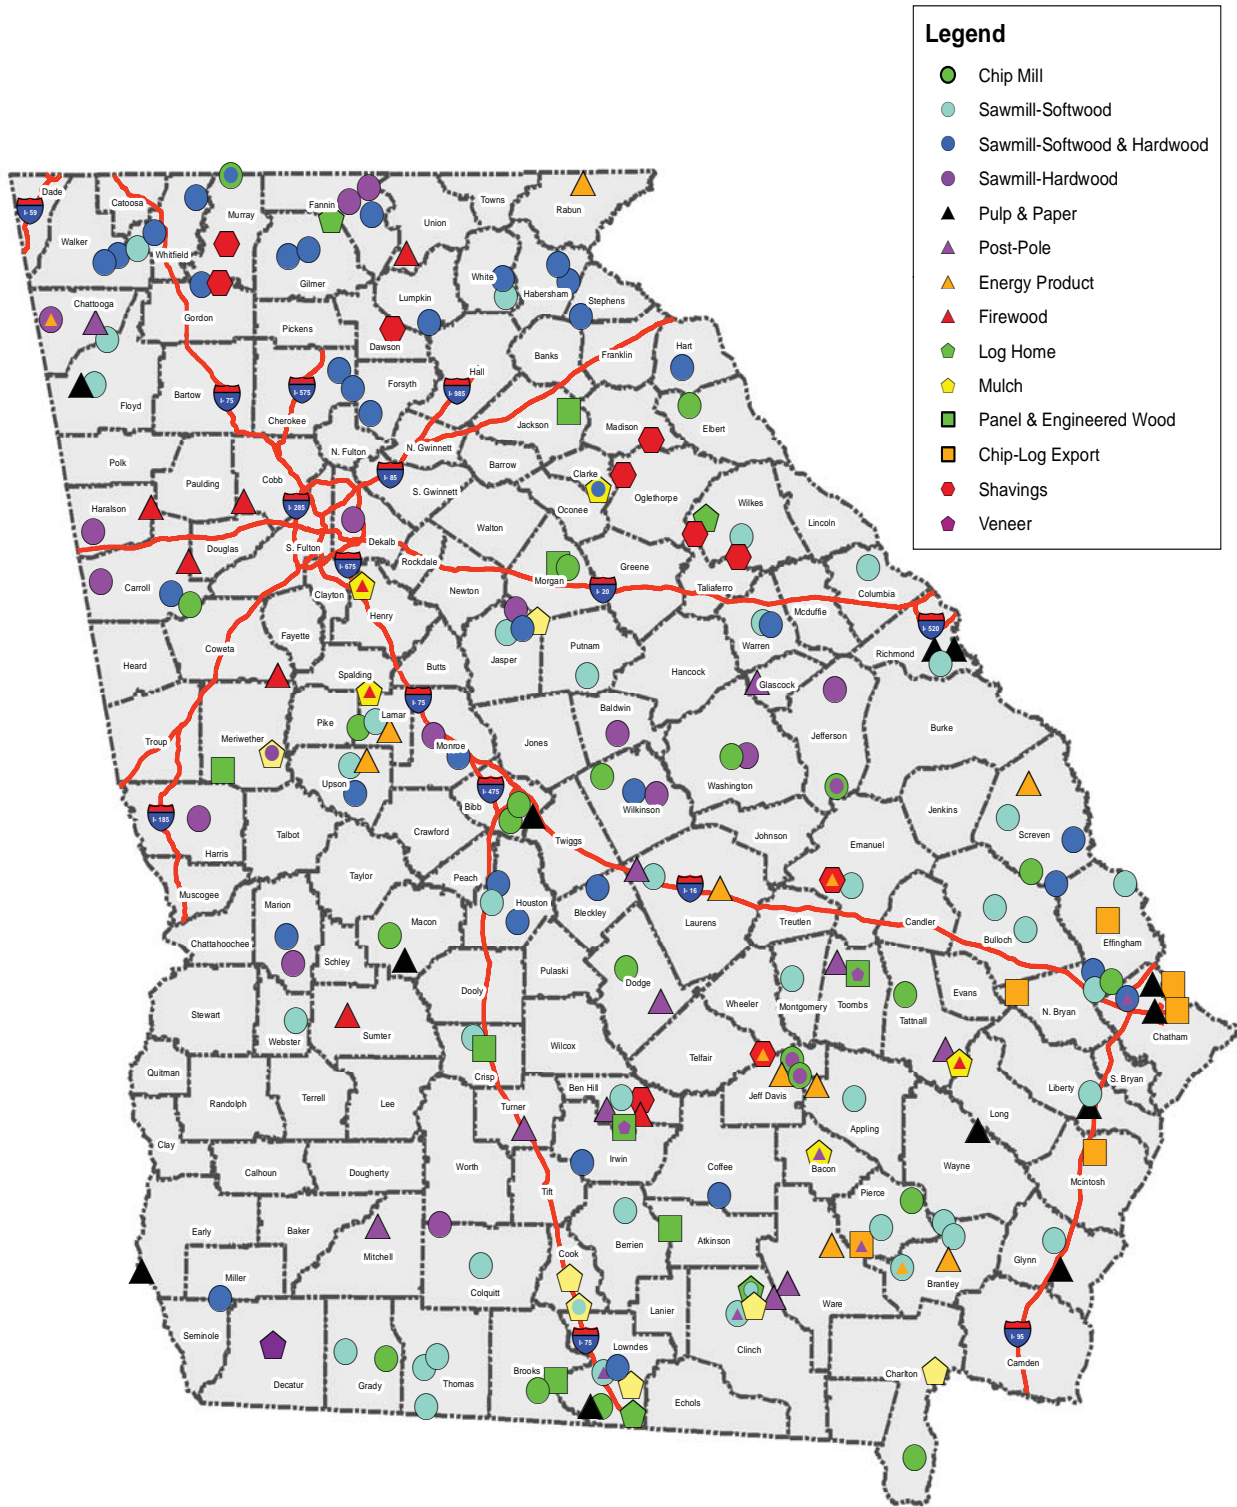 Legend
Chip Mill
Sawmill-Softwood
Sawmill-Softwood & Hardwood
Sawmill-Hardwood
Pulp & Paper
Post-Pole
Energy Product
Firewood
Log Home
Mulch
Panel & Engineered Wood
Chip-Log Export
Shavings
Veneer
Dade
Catoosa
Fannin
Towns
Rabun
I- 59
Murray
Union
Walker
Whitfield
White
Gilmer
Habersham
Lumpkin
Stephens
Chattooga
Gordon
Pickens
Dawson
Banks
Franklin
Hart
Hall
Forsyth
Bartow
I- 75
I- 575
I- 985
Floyd
Cherokee
Jackson
Madison
Elbert
N. Fulton
N. Gwinnett
Polk
Barrow
Cobb
I- 85
Clarke
Paulding
S. Gwinnett
Oglethorpe
Wilkes
Haralson
I- 285
Oconee
Lincoln
Walton
Douglas
S. Fulton
Dekalb
Rockdale
I- 675
Greene
Morgan
Carroll
Clayton
Newton
I- 20
Taliaferro
Columbia
Henry
Mcduffie
I- 520
Fayette
Coweta
Warren
Putnam
Richmond
Heard
Butts
Jasper
Spalding
Hancock
Glascock
I- 75
Baldwin
Lamar
Pike
Burke
Troup
Meriwether
Monroe
Jones
Jefferson
Upson
Washington
I- 475
Bibb
Wilkinson
Jenkins
I- 185
Talbot
Crawford
Screven
Harris
Twiggs
Johnson
Emanuel
Taylor
Peach
Muscogee
I- 16
Marion
Houston
Macon
Bleckley
Laurens
Treutlen
Candler
Chattahoochee
Bulloch
Effingham
Schley
Pulaski
Dooly
Dodge
Evans
Wheeler
Montgomery
Toombs
Stewart
Tattnall
N. Bryan
Webster
Sumter
Wilcox
Chatham
Telfair
Quitman
Crisp
Ben Hill
S. Bryan
Liberty
Jeff Davis
Randolph
Terrell
Lee
Turner
Long
Appling
Clay
Irwin
Calhoun
Dougherty
Worth
Coffee
Bacon
Wayne
Mcintosh
Tift
Pierce
Early
Baker
Atkinson
Berrien
Mitchell
Cook
Glynn
Miller
Brantley
Colquitt
Ware
Lanier
Seminole
I- 75
Lowndes
Clinch
I- 95
Camden
Brooks
Charlton
Decatur
Grady
Thomas
Echols